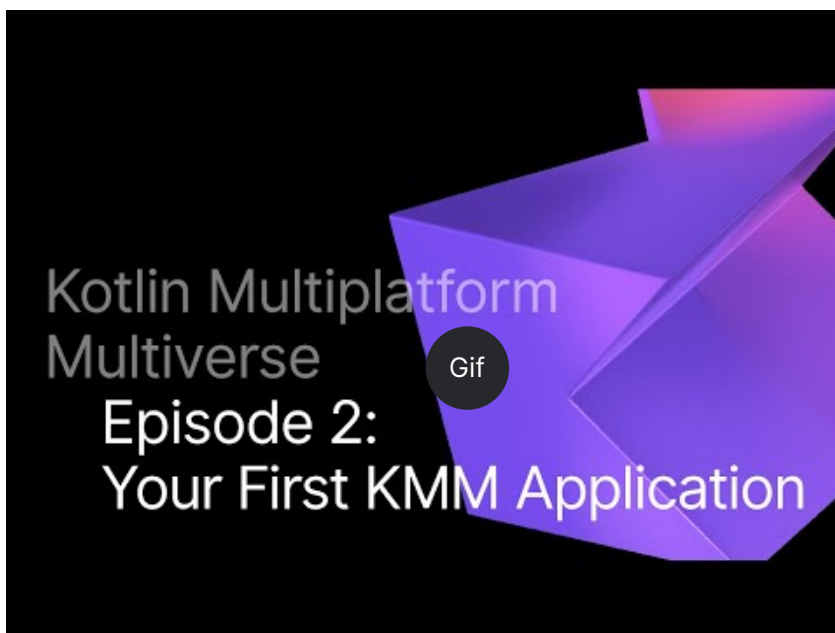 Kotlin Multiplatform
Multiverse
Gif
Episode 2:
Your First KMM Application